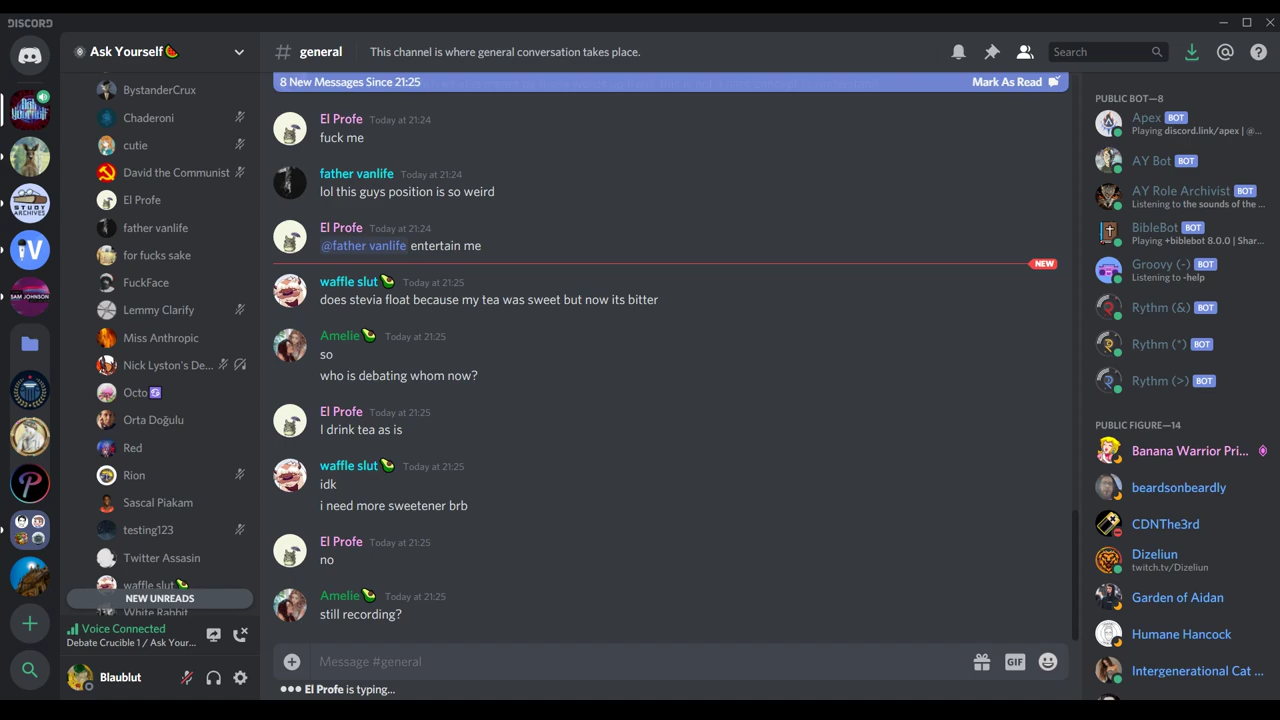 DISCORD
Ask Yourself🍉
BystanderCrux
Chaderoni
cutie
David the Communist
El Profe
father vanlife
for fucks sake
FuckFace
Lemmy Clarify
Miss Anthropic
Nick Lyston's De...
Octo
Orta Doğulu
Red
Rion
Sascal Piakam
testing123
Twitter Assasin
waffle slut🥑
NEW UNREADS
White Rabbit
Voice Connected
Debate Crucible 1 / Ask Your...
Blaublut
STUDY
ARCHIVES
V
SAM JOHNSON
# general
This channel is where general conversation takes place.
Search
8 New Messages Since 21:25
Mark As Read
El Profe Today at 21:24
fuck me
father vanlife Today at 21:24
lol this guys position is so weird
El Profe Today at 21:24
@father vanlife entertain me
NEW
waffle slut🥑 Today at 21:25
does stevia float because my tea was sweet but now its bitter
Amelie🥑 Today at 21:25
so
who is debating whom now?
El Profe Today at 21:25
I drink tea as is
waffle slut🥑 Today at 21:25
idk
i need more sweetener brb
El Profe Today at 21:25
no
Amelie🥑 Today at 21:25
still recording?
Message #general
GIF
El Profe is typing...
PUBLIC BOT—8
Apex BOT
Playing discord.link/apex | @...
AY Bot BOT
AY Role Archivist BOT
Listening to the sounds of the ...
BibleBot BOT
Playing +biblebot 8.0.0 | Shar...
Groovy (-) BOT
Listening to -help
Rythm (&) BOT
Rythm (*) BOT
Rythm (>) BOT
PUBLIC FIGURE—14
Banana Warrior Pri...
beardsonbeardly
CDNThe3rd
Dizeliun
twitch.tv/Dizeliun
Garden of Aidan
Humane Hancock
Intergenerational Cat ...